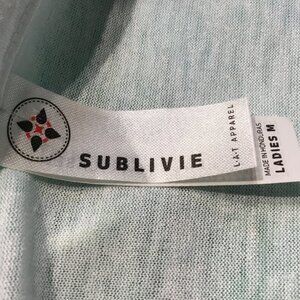 SUBLIVIE
L.A.T APPAREL
MADE IN HONDURAS
LADIES M